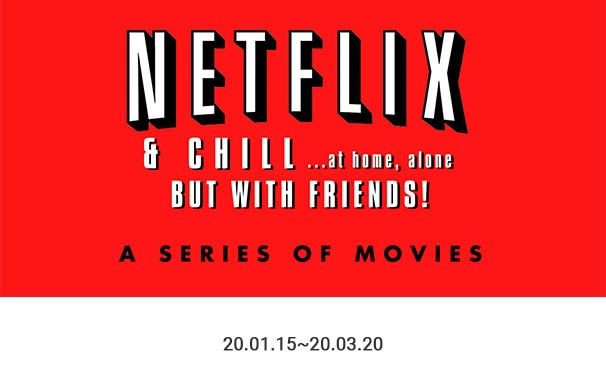 NETFLIX
& CHILL ...at home, alone
BUT WITH FRIENDS!
A SERIES OF MOVIES
20.01.15~20.03.20